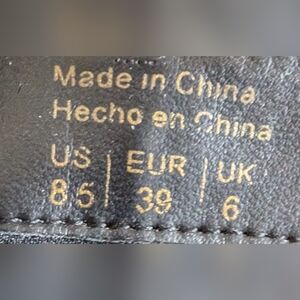 Made in China
Hecho en China
US | EUR | UK
8.5 | 39 | 6